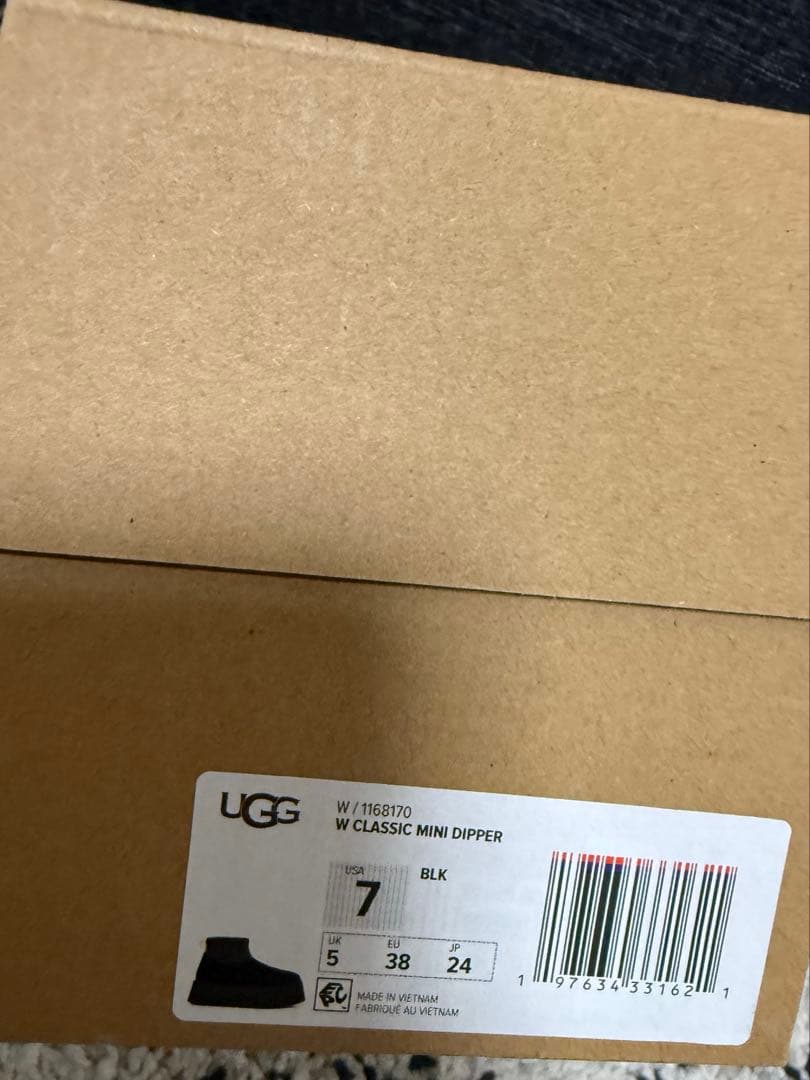 UGG
W / 1168170
W CLASSIC MINI DIPPER
USA
7
BLK
UK EU JP
5 38 24
MADE IN VIETNAM
FABRIQUÉ AU VIETNAM
1 97634 33162 1